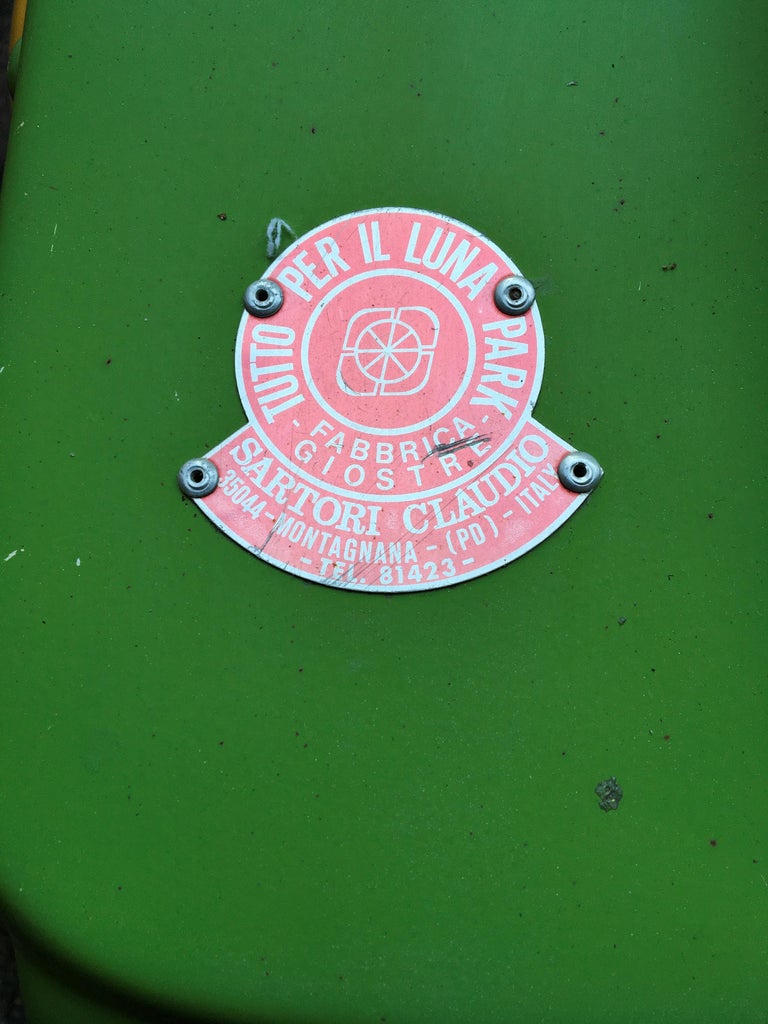 TUTTO PER IL LUNA PARK
- FABBRICA -
GIOSTRE
SARTORI CLAUDIO
35044 - MONTAGNANA - (PD) - ITALY
- TEL. 81423 -